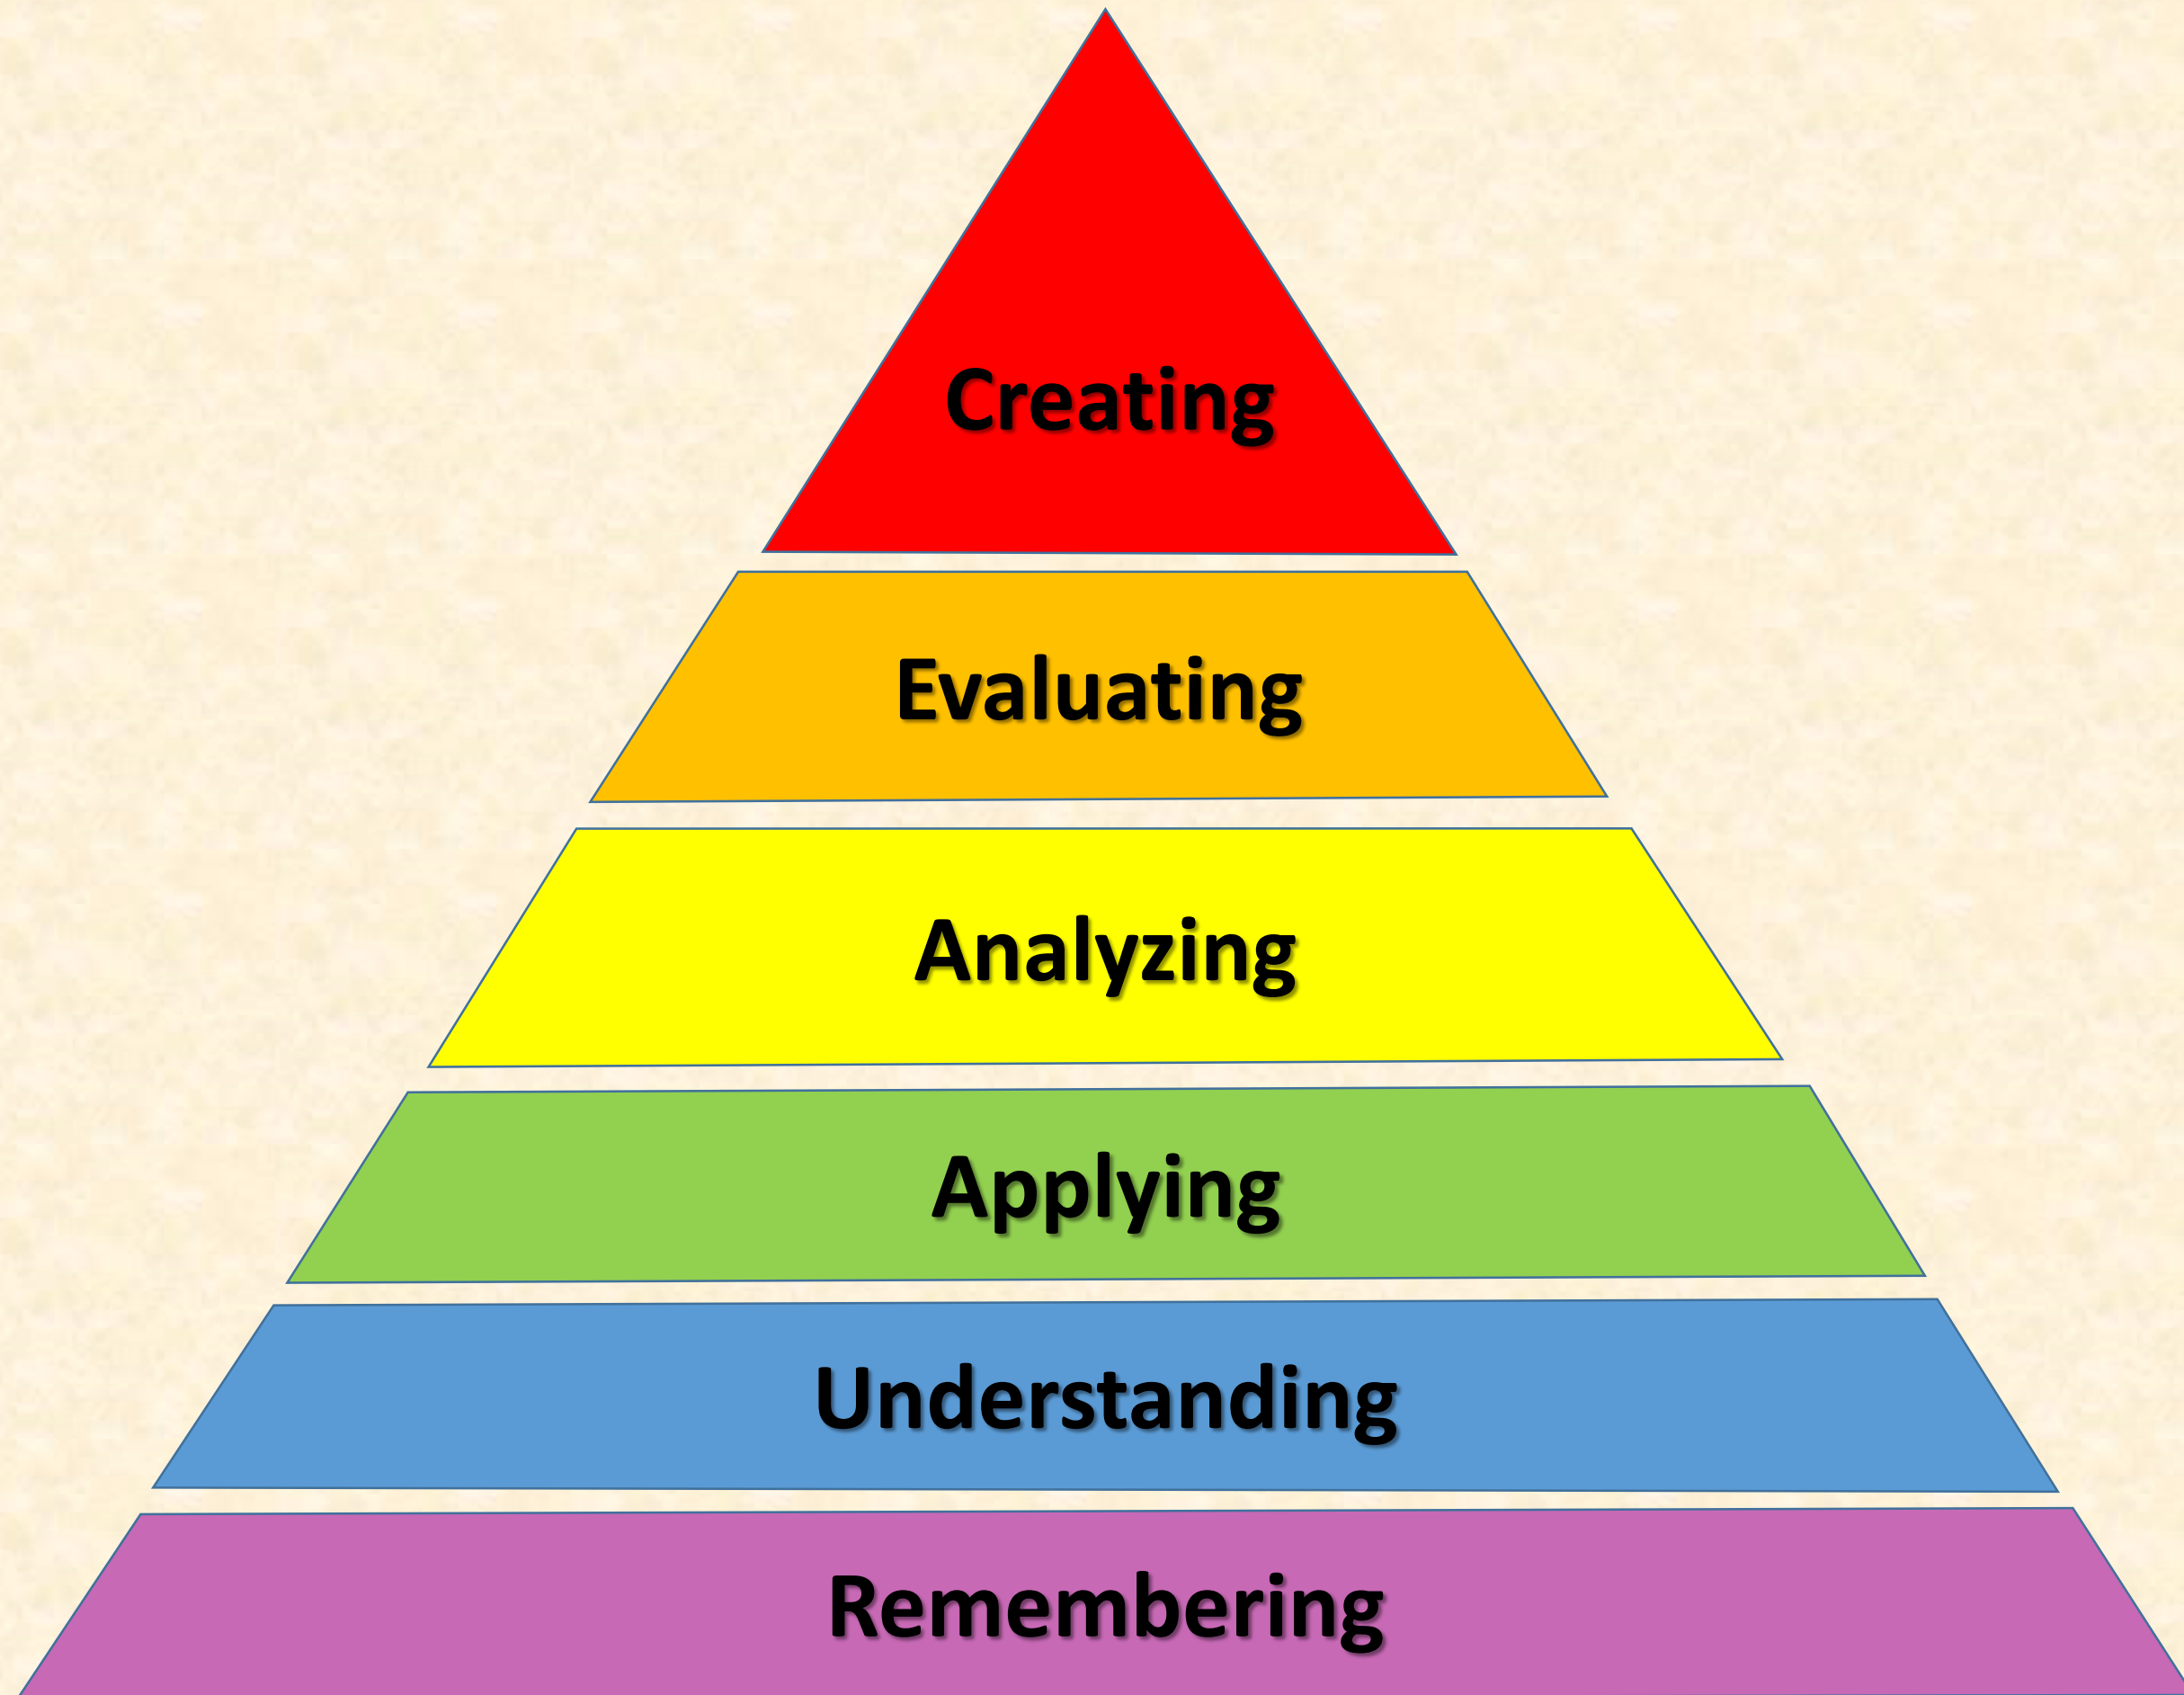 Creating
Evaluating
Analyzing
Applying
Understanding
Remembering